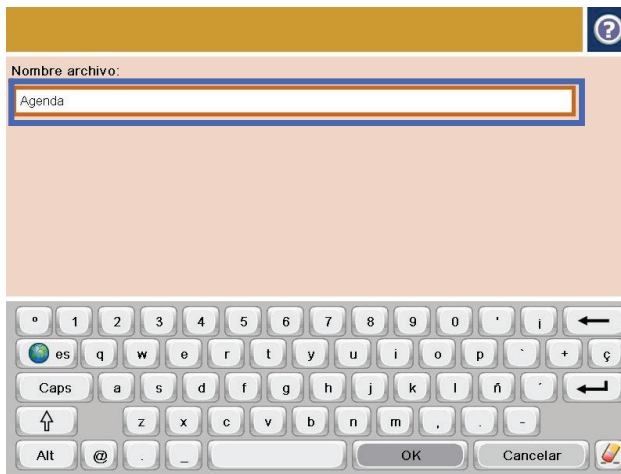 ?
Nombre archivo:
Agenda
º 1 2 3 4 5 6 7 8 9 0 ' ¡
es q w e r t y u i o p ` + ç
Caps a s d f g h j k l ñ ´
z x c v b n m , . -
Alt @ . _ OK Cancelar